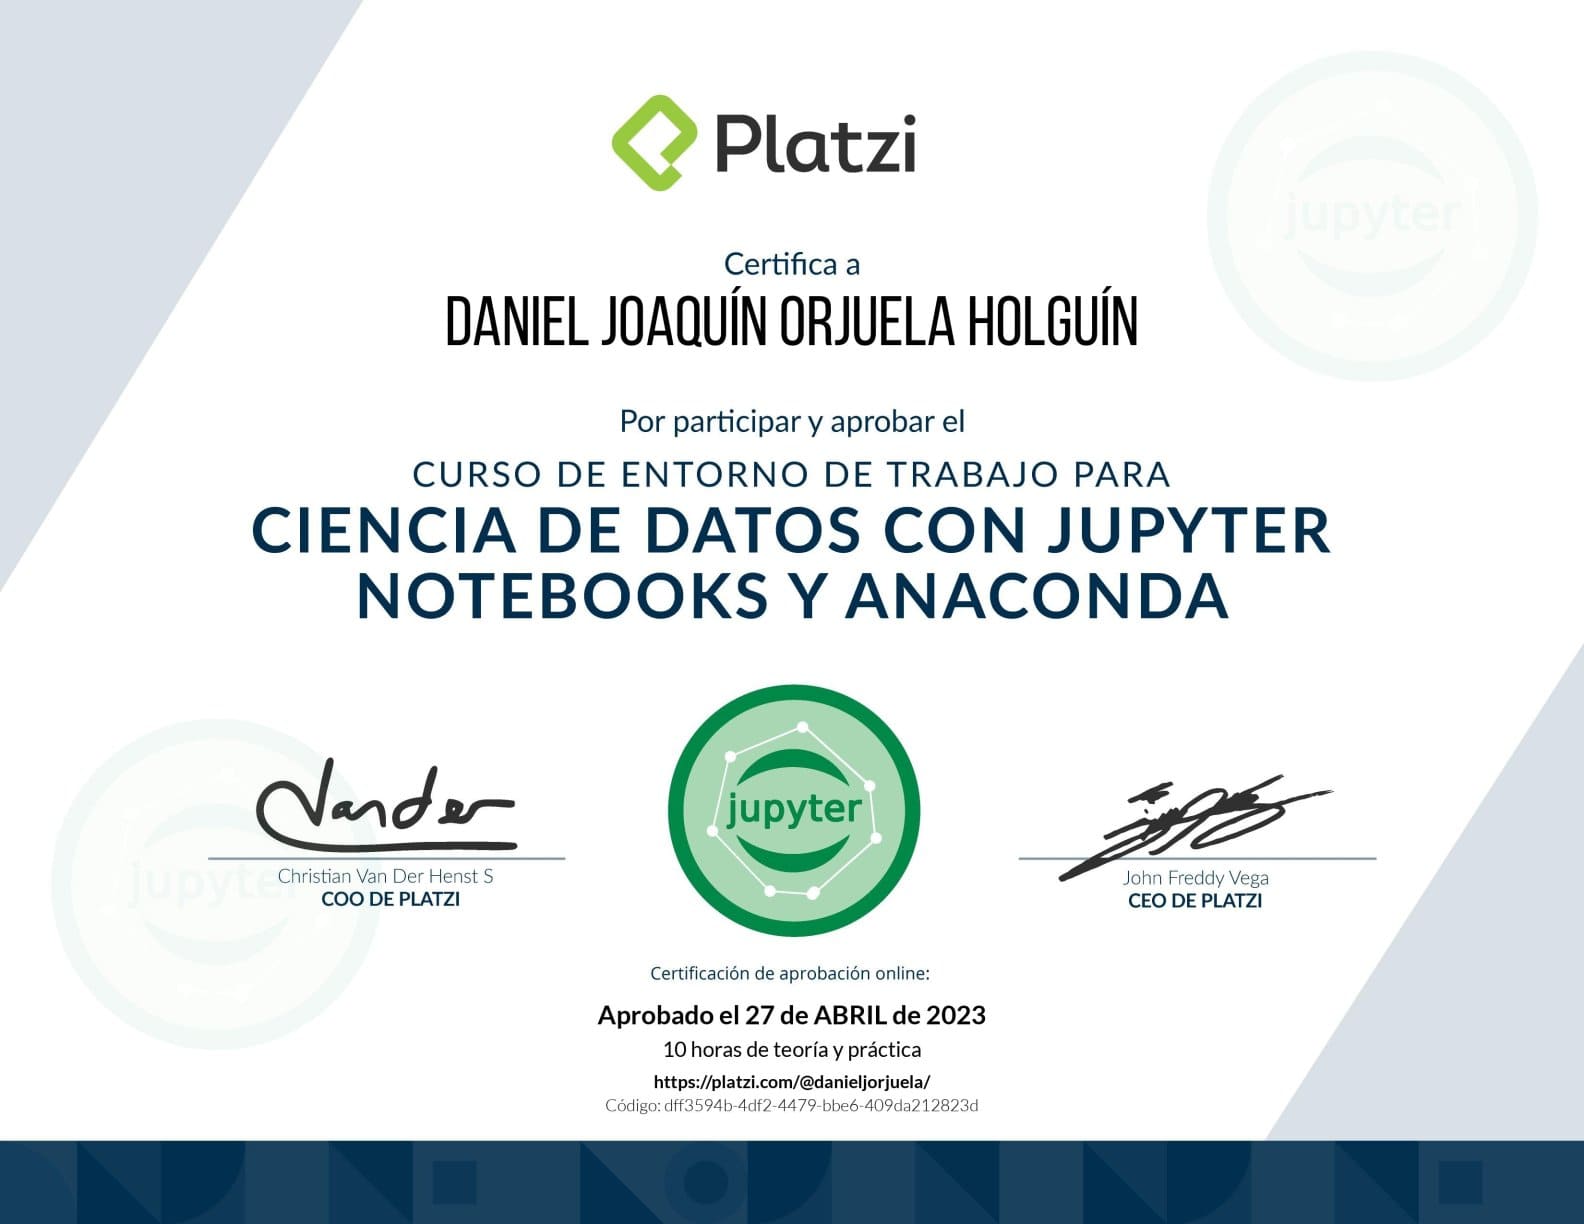 Platzi
jupyter
Certifica a
DANIEL JOAQUÍN ORJUELA HOLGUÍN
Por participar y aprobar el
CURSO DE ENTORNO DE TRABAJO PARA
CIENCIA DE DATOS CON JUPYTER
NOTEBOOKS Y ANACONDA
Vander
jupyter
jupyter
Christian Van Der Henst S
COO DE PLATZI
John Freddy Vega
CEO DE PLATZI
Certificación de aprobación online:
Aprobado el 27 de ABRIL de 2023
10 horas de teoría y práctica
https://platzi.com/@danieljorjuela/
Código: dff3594b-4df2-4479-bbe6-409da212823d